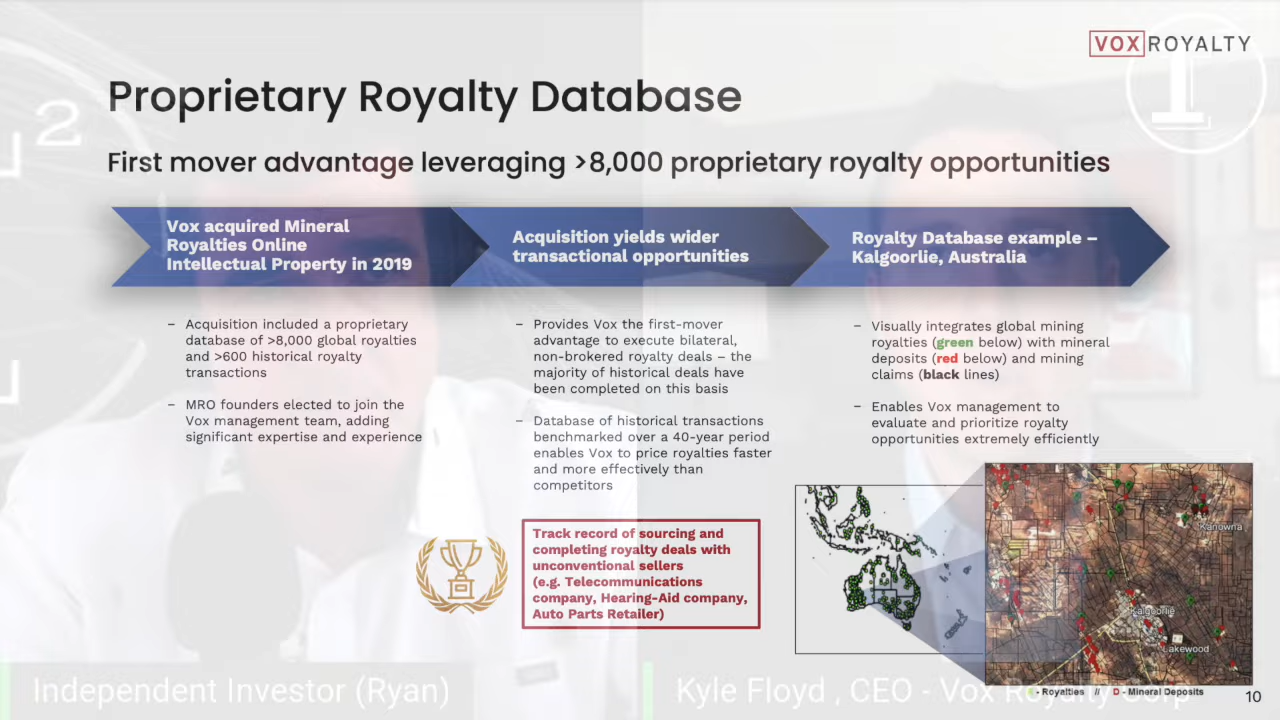 VOX ROYALTY
Proprietary Royalty Database
First mover advantage leveraging >8,000 proprietary royalty opportunities
Vox acquired Mineral
Royalties Online
Intellectual Property in 2019
Acquisition yields wider
transactional opportunities
Royalty Database example –
Kalgoorlie, Australia
– Acquisition included a proprietary
database of >8,000 global royalties
and >600 historical royalty
transactions
– MRO founders elected to join the
Vox management team, adding
significant expertise and experience
– Provides Vox the first-mover
advantage to execute bilateral,
non-brokered royalty deals – the
majority of historical deals have
been completed on this basis
– Database of historical transactions
benchmarked over a 40-year period
enables Vox to price royalties faster
and more effectively than
competitors
– Visually integrates global mining
royalties (green below) with mineral
deposits (red below) and mining
claims (black lines)
– Enables Vox management to
evaluate and prioritize royalty
opportunities extremely efficiently
Track record of sourcing and
completing royalty deals with
unconventional sellers
(e.g. Telecommunications
company, Hearing-Aid company,
Auto Parts Retailer)
Kanowna
Kalgoorlie
Lakewood
- Royalties // D - Mineral Deposits
10
2
Independent Investor (Ryan)
Kyle Floyd , CEO - Vox Royalty Corp